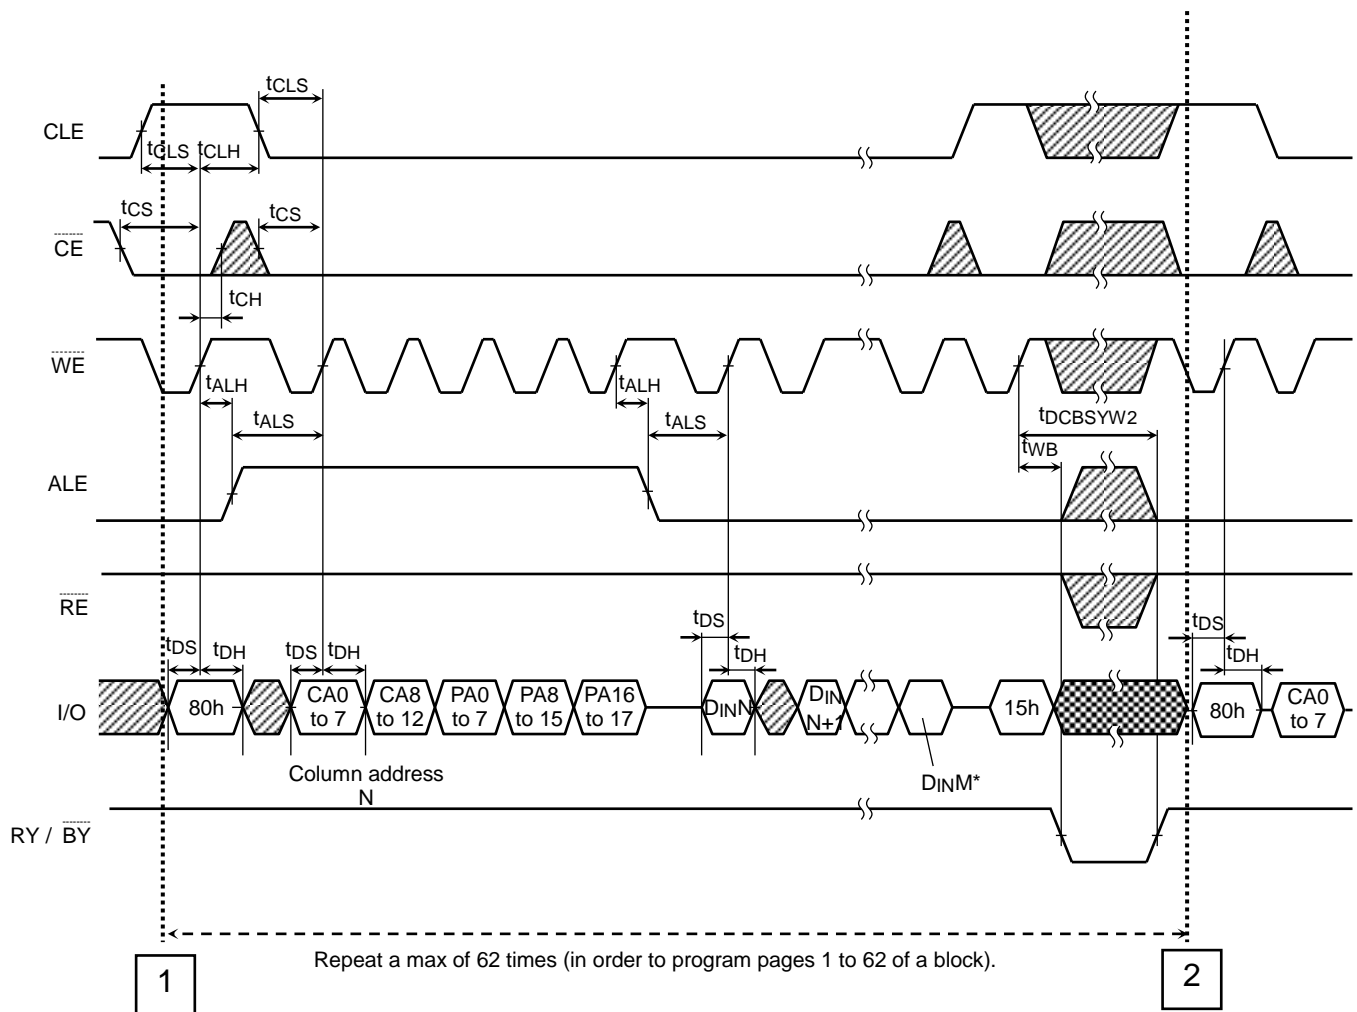 tCLS
CLE
tCLS tCLH
tCS tCS
CE
tCH
WE
tALH tALH
tDCBSYW2
tALS tALS
tWB
ALE
RE
tDS tDS
tDS tDH tDS tDH tDH tDH
I/O 80h CA0 to 7 CA8 to 12 PA0 to 7 PA8 to 15 PA16 to 17 DINN DIN N+1 15h 80h CA0 to 7
Column address
N
DINM*
RY / BY
Repeat a max of 62 times (in order to program pages 1 to 62 of a block).
1 2